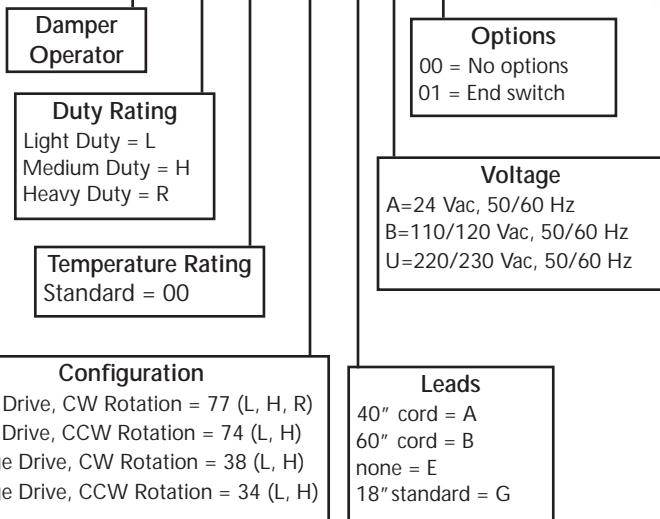 Damper
Operator
Options
00 = No options
01 = End switch
Duty Rating
Light Duty = L
Medium Duty = H
Heavy Duty = R
Voltage
A=24 Vac, 50/60 Hz
B=110/120 Vac, 50/60 Hz
U=220/230 Vac, 50/60 Hz
Temperature Rating
Standard = 00
Configuration
Drive, CW Rotation = 77 (L, H, R)
Drive, CCW Rotation = 74 (L, H)
Drive, CW Rotation = 38 (L, H)
Drive, CCW Rotation = 34 (L, H)
Leads
40” cord = A
60” cord = B
none = E
18”standard = G